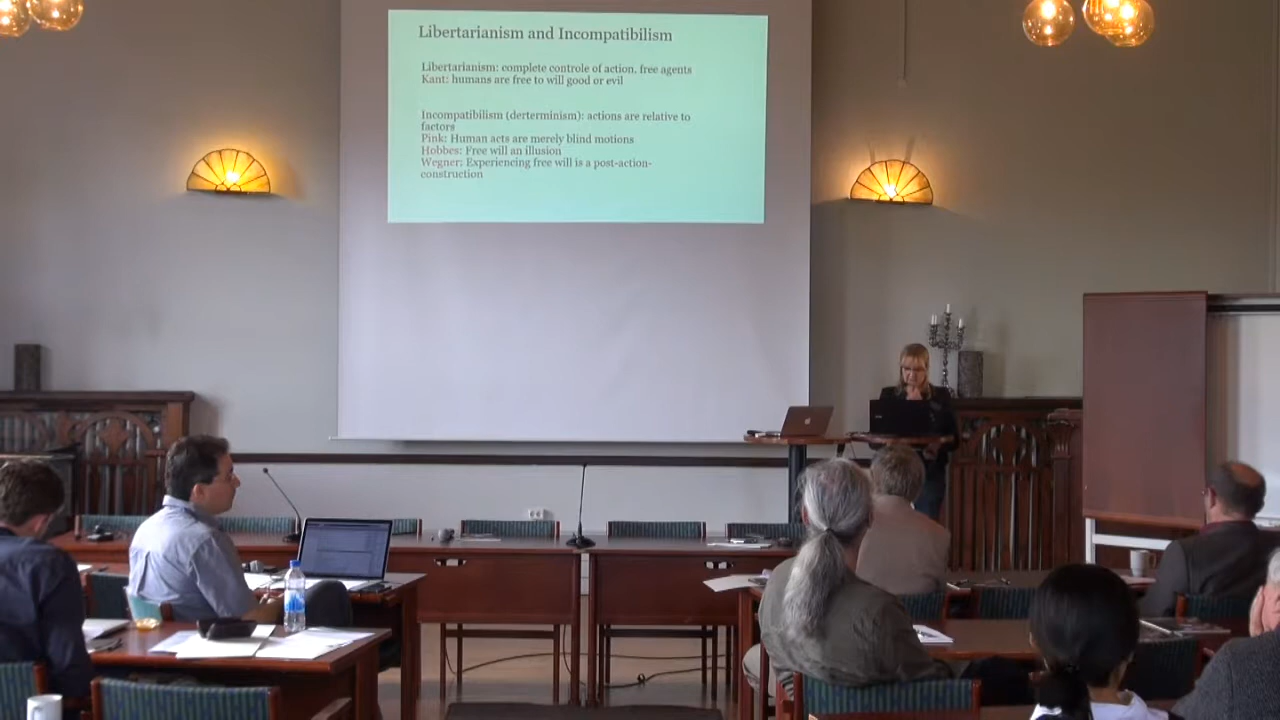 Libertarianism and Incompatibilism
Libertarianism: complete controle of action, free agents
Kant: humans are free to will good or evil
Incompatibilism (derterminism): actions are relative to
factors
Pink: Human acts are merely blind motions
Hobbes: Free will an illusion
Wegner: Experiencing free will is a post-action-
construction